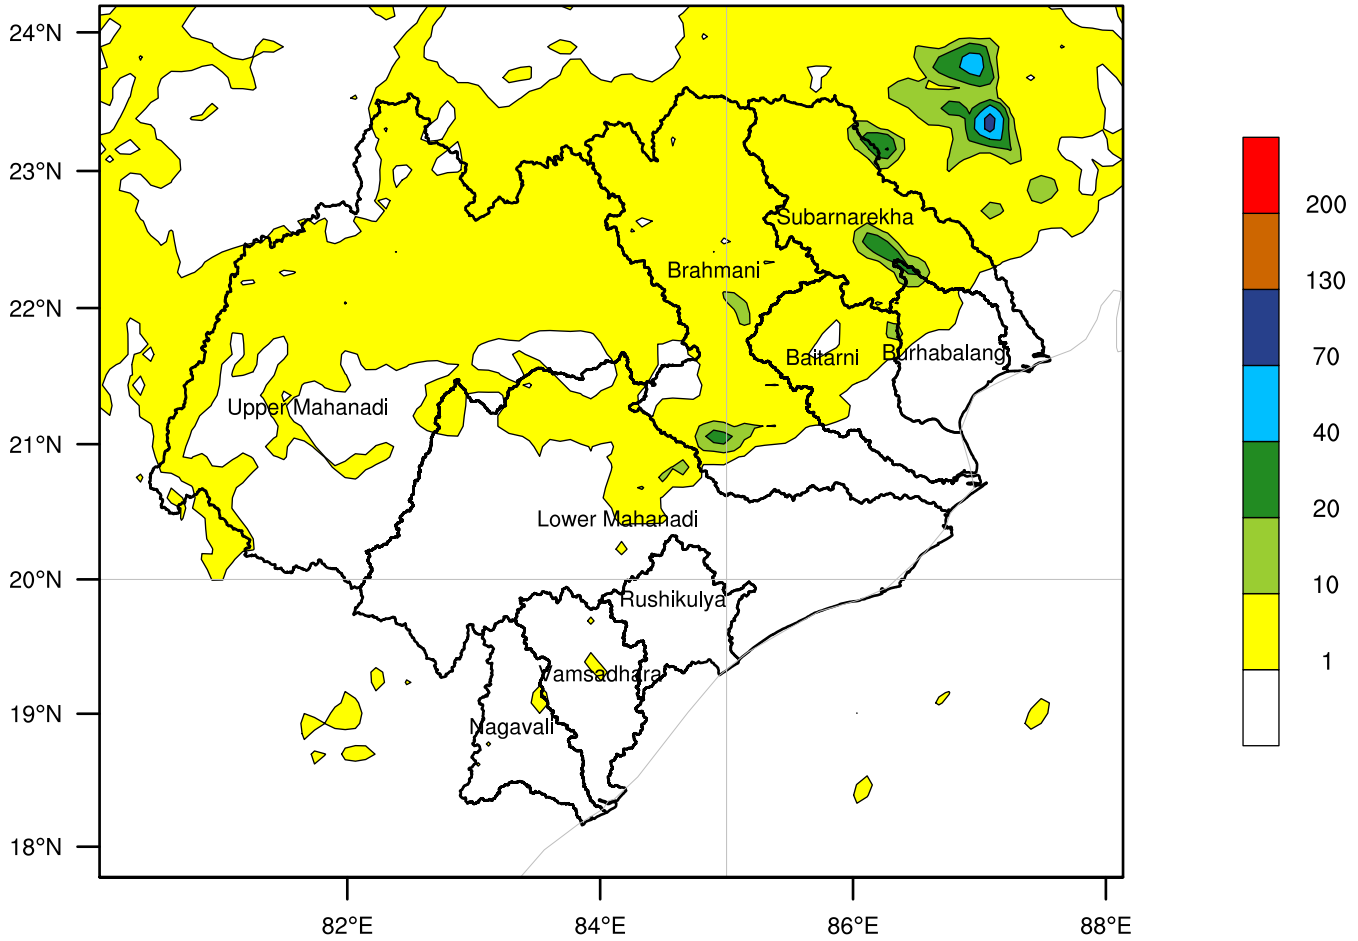 24°N
23°N
22°N
21°N
20°N
19°N
18°N
82°E
84°E
86°E
88°E
Subarnarekha
Brahmani
Baitarni
Burhabalang
Upper Mahanadi
Lower Mahanadi
Rushikulya
Vamsadhara
Nagavali
200
130
70
40
20
10
1